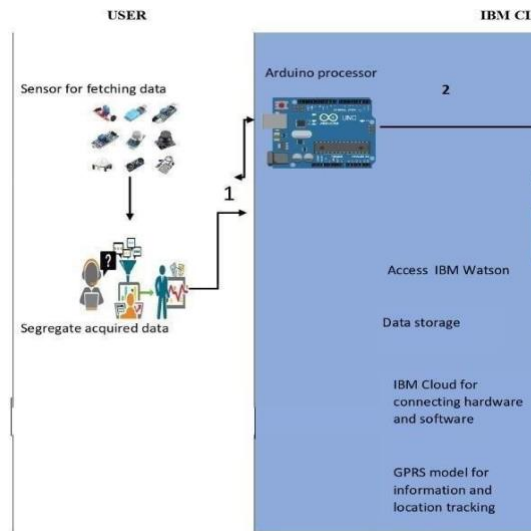 USER
IBM CL
Sensor for fetching data
Arduino processor
2
1
?
UNO
Segregate acquired data
Access IBM Watson
Data storage
IBM Cloud for
connecting hardware
and software
GPRS model for
information and
location tracking